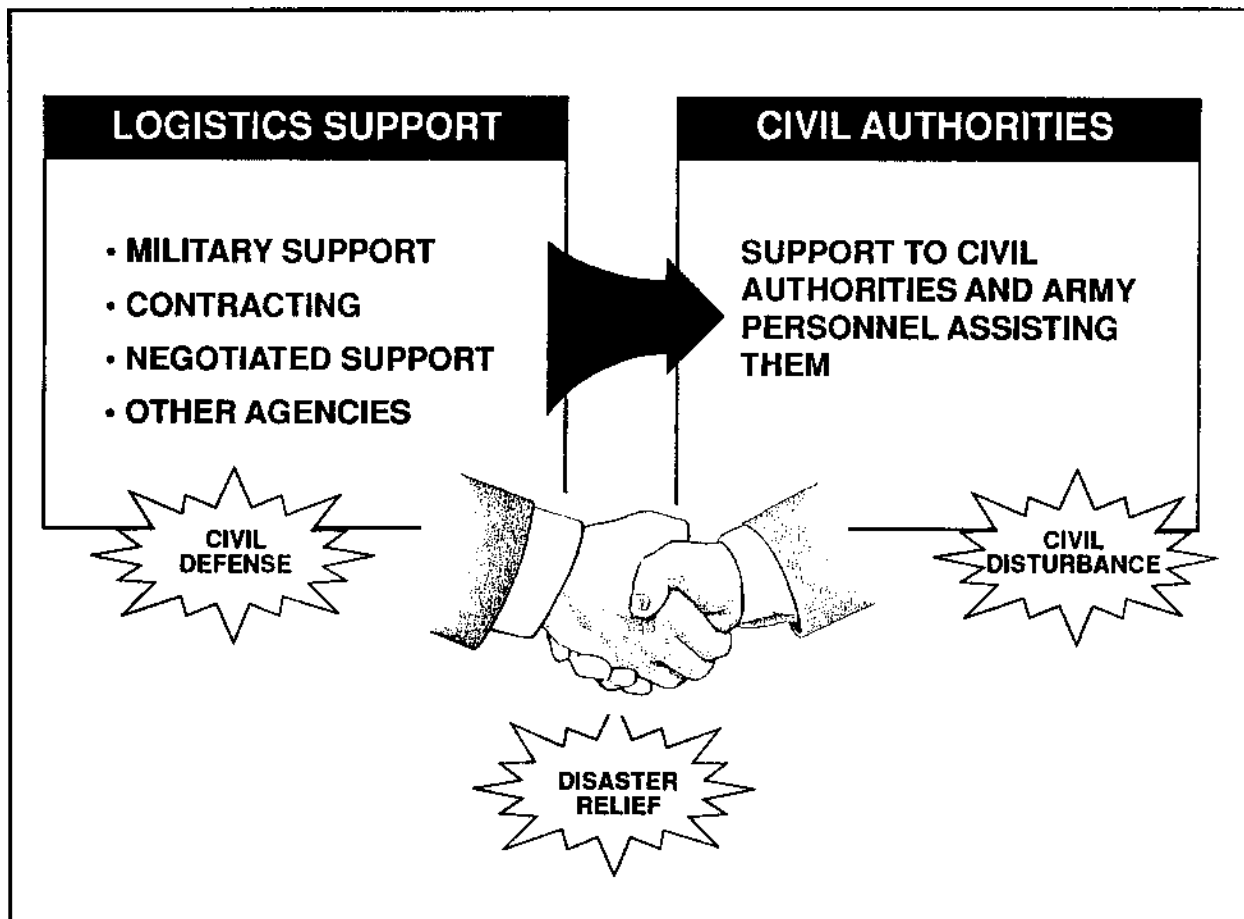 LOGISTICS SUPPORT
• MILITARY SUPPORT
• CONTRACTING
• NEGOTIATED SUPPORT
• OTHER AGENCIES
CIVIL AUTHORITIES
SUPPORT TO CIVIL
AUTHORITIES AND ARMY
PERSONNEL ASSISTING
THEM
CIVIL
DEFENSE
CIVIL
DISTURBANCE
DISASTER
RELIEF